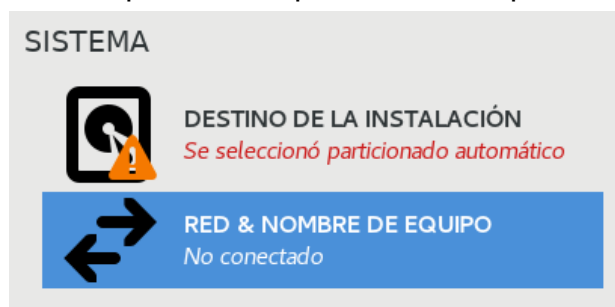 SISTEMA
DESTINO DE LA INSTALACIÓN
Se seleccionó particionado automático
RED & NOMBRE DE EQUIPO
No conectado